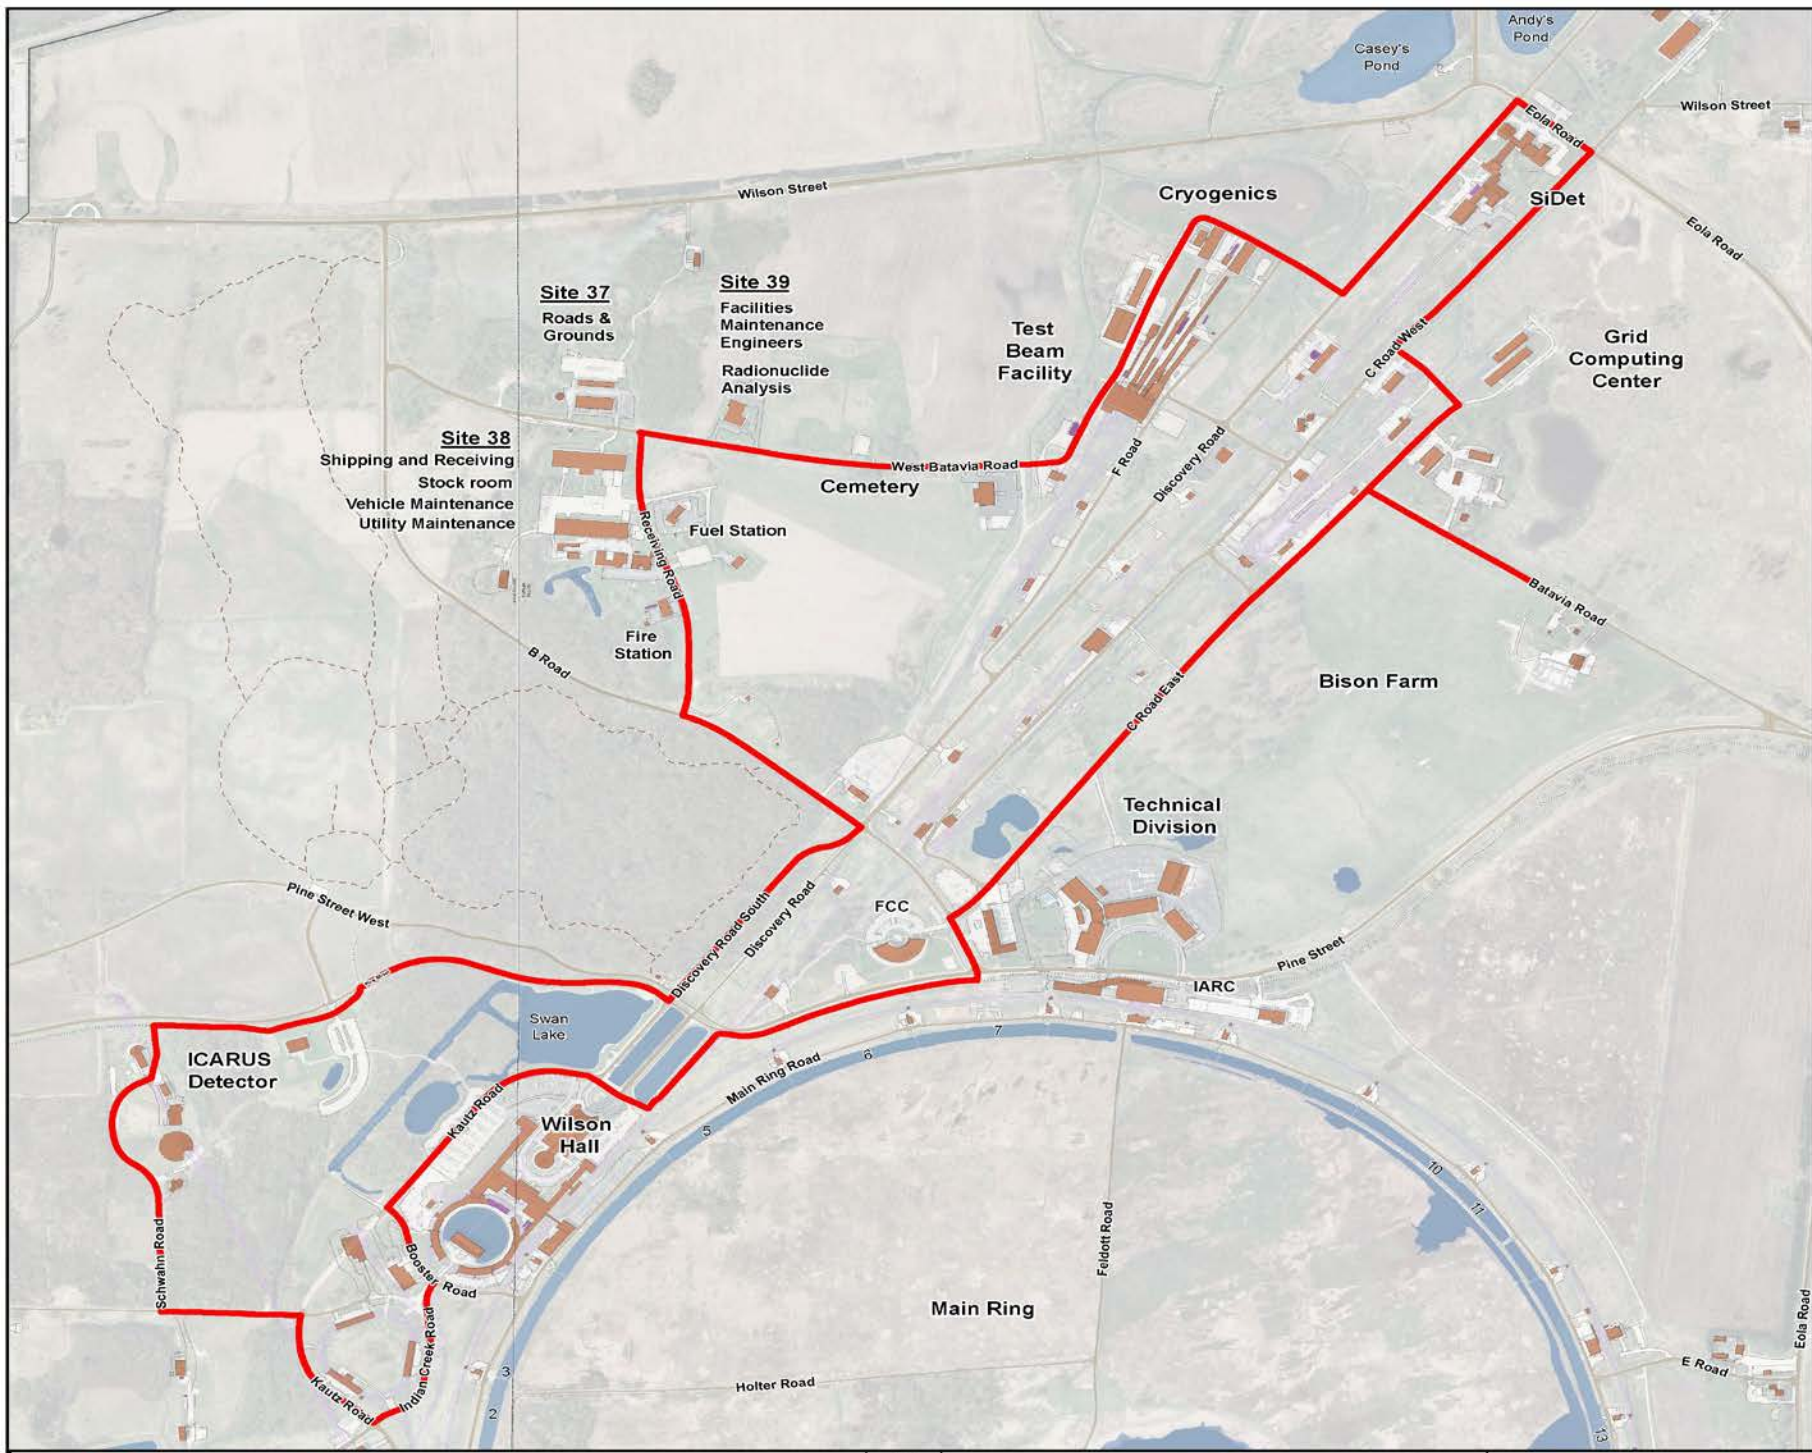 Andy's
Pond
Casey's
Pond
Wilson Street
Eola Road
Wilson Street
Cryogenics
SiDet
Eola Road
Site 37
Roads &
Grounds
Site 39
Facilities
Maintenance
Engineers
Radionuclide
Analysis
Test
Beam
Facility
C Road West
Grid
Computing
Center
Site 38
Shipping and Receiving
Stock room
Vehicle Maintenance
Utility Maintenance
West Batavia Road
Cemetery
F Road
Discovery Road
Receiving Road
Fuel Station
Batavia Road
Fire
Station
B Road
Bison Farm
C Road East
Technical
Division
Pine Street West
Discovery Road South
Discovery Road
FCC
Pine Street
IARC
Swan
Lake
ICARUS
Detector
Main Ring Road
7
6
5
Kautz Road
Wilson
Hall
10
11
Schwahn Road
Booster Road
Feldott Road
Main Ring
Indian Creek Road
Kautz Road
3
2
Holter Road
Eola Road
E Road
13